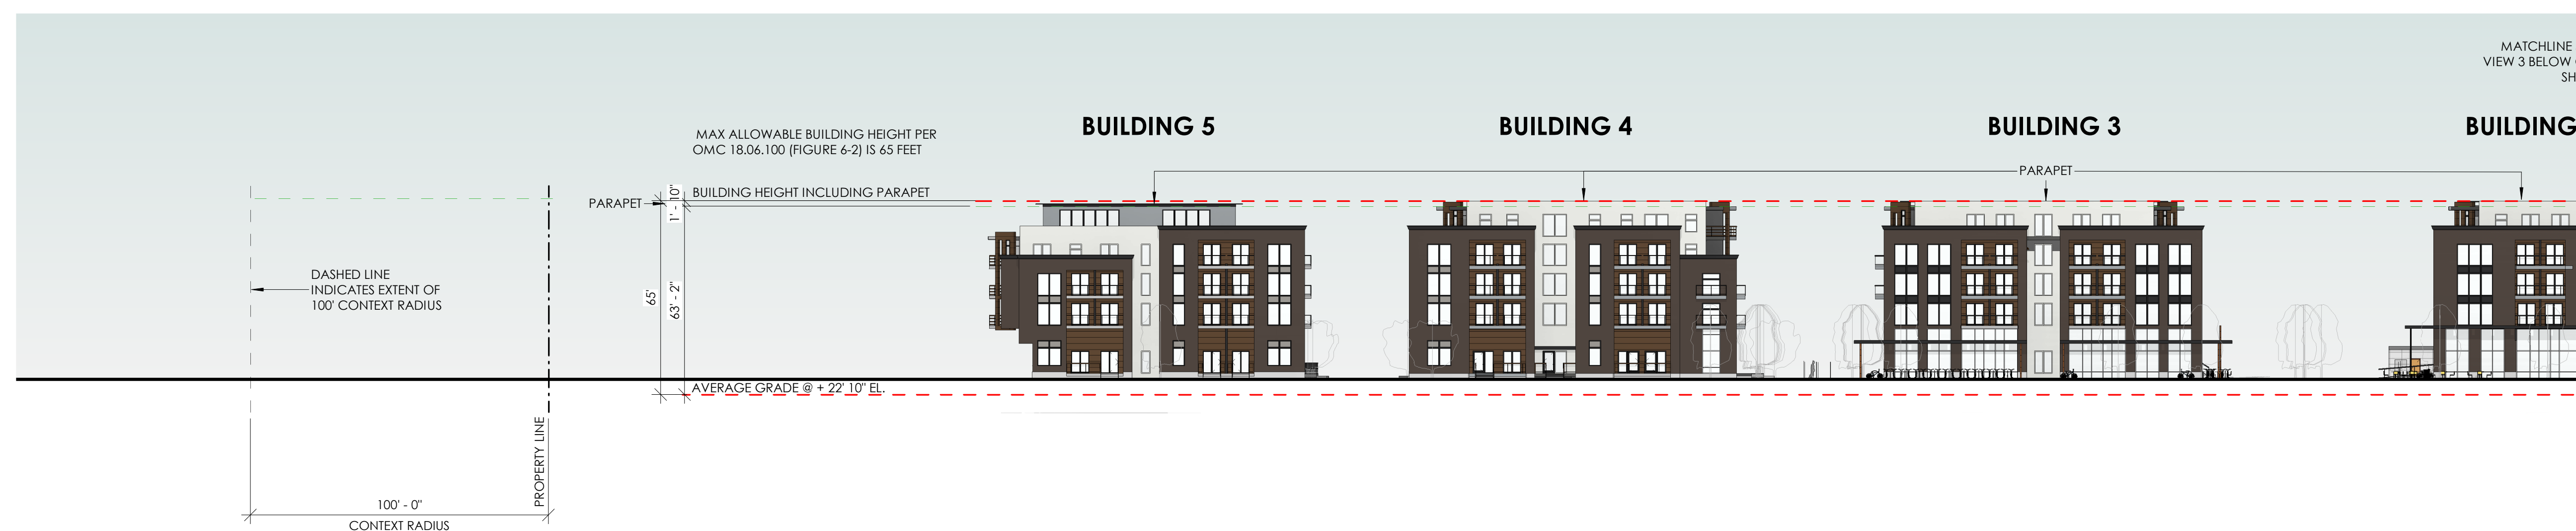 MATCHLINE
VIEW 3 BELOW
SH
BUILDING 5
BUILDING 4
BUILDING 3
BUILDING
MAX ALLOWABLE BUILDING HEIGHT PER
OMC 18.06.100 (FIGURE 6-2) IS 65 FEET
PARAPET
BUILDING HEIGHT INCLUDING PARAPET
PARAPET
1' - 10"
65'
63' - 2"
DASHED LINE
INDICATES EXTENT OF
100' CONTEXT RADIUS
AVERAGE GRADE @ + 22' 10" EL.
PROPERTY LINE
100' - 0"
CONTEXT RADIUS